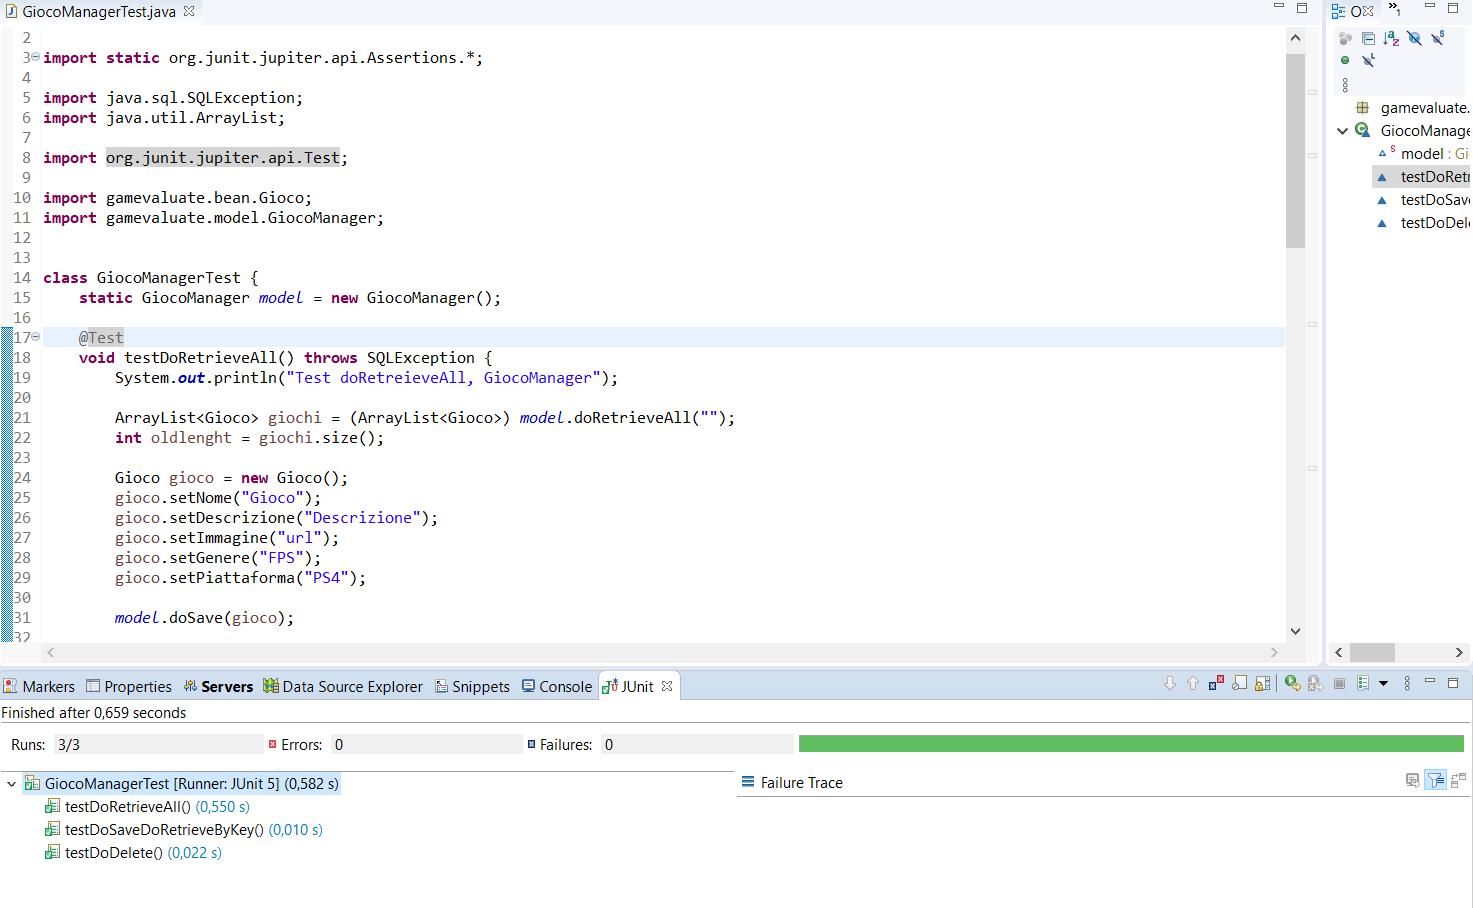 GiocoManagerTest.java
2
3 import static org.junit.jupiter.api.Assertions.*;
4
5 import java.sql.SQLException;
6 import java.util.ArrayList;
7
8 import org.junit.jupiter.api.Test;
9
10 import gamevaluate.bean.Gioco;
11 import gamevaluate.model.GiocoManager;
12
13
14 class GiocoManagerTest {
15 static GiocoManager model = new GiocoManager();
16
17 @Test
18 void testDoRetrieveAll() throws SQLException {
19 System.out.println("Test doRetreieveAll, GiocoManager");
20
21 ArrayList<Gioco> giochi = (ArrayList<Gioco>) model.doRetrieveAll("");
22 int oldlenght = giochi.size();
23
24 Gioco gioco = new Gioco();
25 gioco.setNome("Gioco");
26 gioco.setDescrizione("Descrizione");
27 gioco.setImmagine("url");
28 gioco.setGenere("FPS");
29 gioco.setPiattaforma("PS4");
30
31 model.doSave(gioco);
32
O
1
gamevaluate.
GiocoManage
model : Gi
testDoRetr
testDoSave
testDoDele
Markers Properties Servers Data Source Explorer Snippets Console JUnit
Finished after 0,659 seconds
Runs: 3/3 Errors: 0 Failures: 0
GiocoManagerTest [Runner: JUnit 5] (0,582 s)
Failure Trace
testDoRetrieveAll() (0,550 s)
testDoSaveDoRetrieveByKey() (0,010 s)
testDoDelete() (0,022 s)